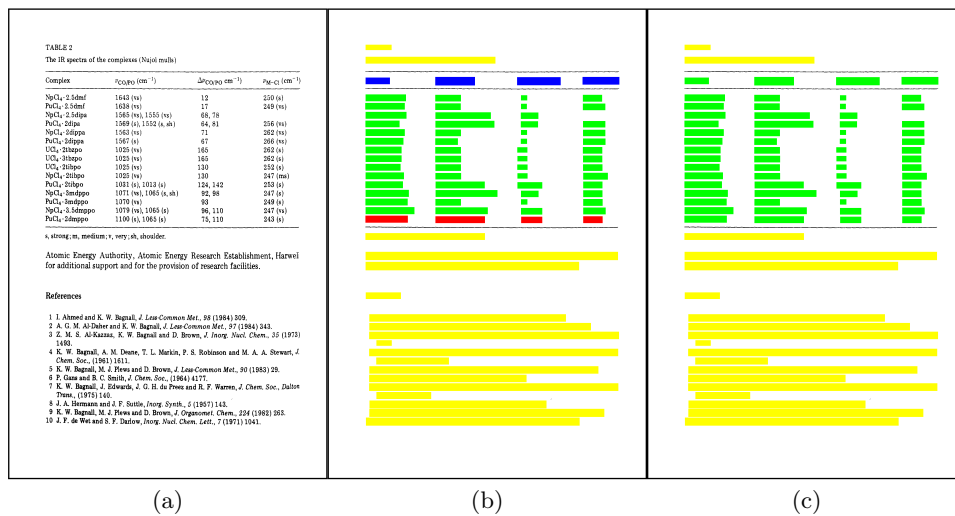 TABLE 2
The IR spectra of the complexes (Nujol mulls)
Complex νCO/PO (cm⁻¹) ΔνCO/PO cm⁻¹) νM–Cl (cm⁻¹)
NpCl₄·2.5dmf 1643 (vs) 12 250 (s)
PuCl₄·2.5dmf 1638 (vs) 17 249 (vs)
NpCl₄·2.5dipa 1565 (vs), 1555 (vs) 68, 78
PuCl₄·2dipa 1569 (s), 1552 (s, sh) 64, 81 256 (vs)
NpCl₄·2dippa 1563 (vs) 71 262 (vs)
PuCl₄·2dippa 1567 (s) 67 266 (vs)
UCl₄·2tbzpo 1025 (vs) 165 262 (s)
UCl₄·3tbzpo 1025 (vs) 165 262 (s)
UCl₄·2tibpo 1025 (vs) 130 252 (s)
NpCl₄·2tibpo 1025 (vs) 130 247 (ms)
PuCl₄·2tibpo 1031 (s), 1013 (s) 124, 142 253 (s)
NpCl₄·3mdppo 1071 (vs), 1065 (s, sh) 92, 98 247 (s)
PuCl₄·3mdppo 1070 (vs) 93 249 (s)
NpCl₄·3.5dmppo 1079 (vs), 1065 (s) 96, 110 247 (vs)
PuCl₄·2dmppo 1100 (s), 1065 (s) 75, 110 243 (s)
s, strong; m, medium; v, very; sh, shoulder.
Atomic Energy Authority, Atomic Energy Research Establishment, Harwel
for additional support and for the provision of research facilities.
References
1 I. Ahmed and K. W. Bagnall, J. Less-Common Met., 98 (1984) 309.
2 A. G. M. Al-Daher and K. W. Bagnall, J. Less-Common Met., 97 (1984) 343.
3 Z. M. S. Al-Kazzaz, K. W. Bagnall and D. Brown, J. Inorg. Nucl. Chem., 35 (1973)
1493.
4 K. W. Bagnall, A. M. Deane, T. L. Markin, P. S. Robinson and M. A. A. Stewart, J.
Chem. Soc., (1961) 1611.
5 K. W. Bagnall, M. J. Plews and D. Brown, J. Less-Common Met., 90 (1983) 29.
6 P. Gans and B. C. Smith, J. Chem. Soc., (1964) 4177.
7 K. W. Bagnall, J. Edwards, J. G. H. du Preez and R. F. Warren, J. Chem. Soc., Dalton
Trans., (1975) 140.
8 J. A. Hermann and J. F. Suttle, Inorg. Synth., 5 (1957) 143.
9 K. W. Bagnall, M. J. Plews and D. Brown, J. Organomet. Chem., 224 (1982) 263.
10 J. F. de Wet and S. F. Darlow, Inorg. Nucl. Chem. Lett., 7 (1971) 1041.
(a) (b) (c)